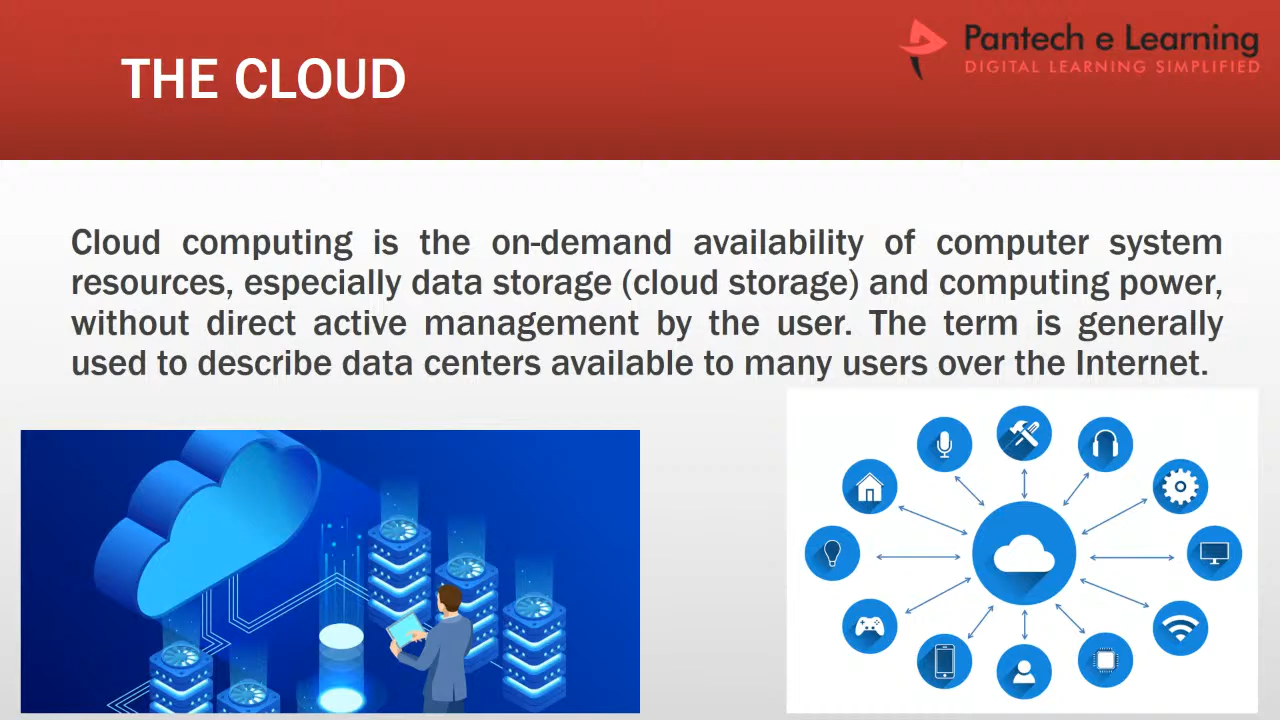 THE CLOUD
Pantech e Learning
DIGITAL LEARNING SIMPLIFIED
Cloud computing is the on-demand availability of computer system
resources, especially data storage (cloud storage) and computing power,
without direct active management by the user. The term is generally
used to describe data centers available to many users over the Internet.